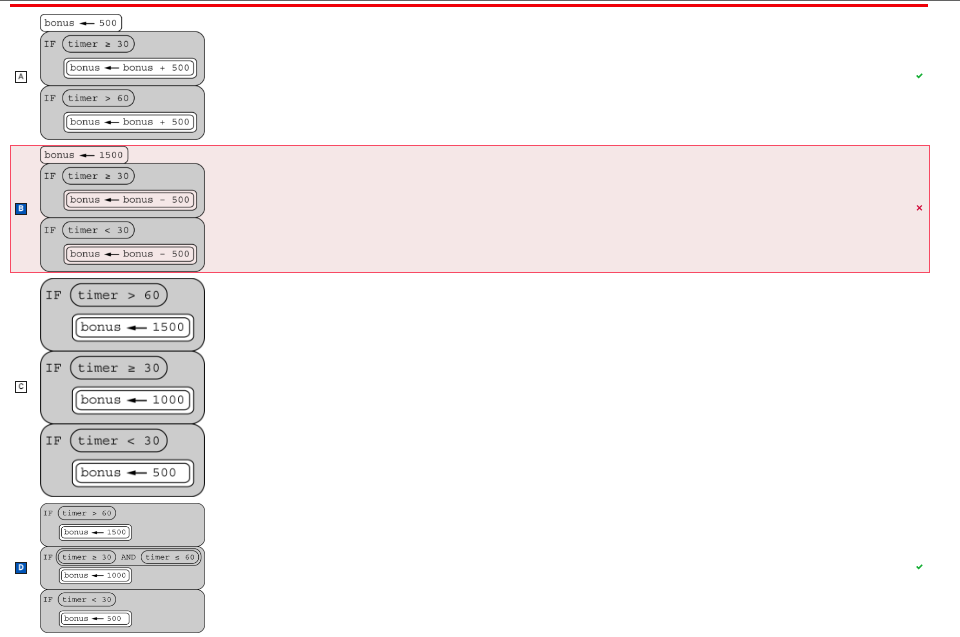 bonus ← 500
IF timer ≥ 30
bonus ← bonus + 500
A
IF timer > 60
bonus ← bonus + 500
bonus ← 1500
IF timer ≥ 30
bonus ← bonus - 500
B
IF timer < 30
bonus ← bonus - 500
IF timer > 60
bonus ← 1500
IF timer ≥ 30
C
bonus ← 1000
IF timer < 30
bonus ← 500
IF timer > 60
bonus ← 1500
IF timer ≥ 30 AND timer ≤ 60
D
bonus ← 1000
IF timer < 30
bonus ← 500